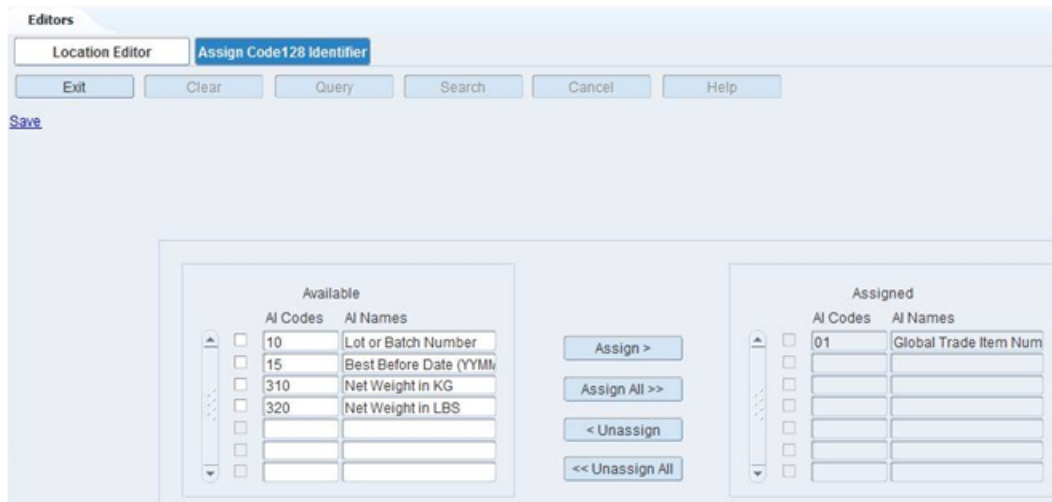 Editors
Location Editor Assign Code128 Identifier
Exit Clear Query Search Cancel Help
Save
Available Assigned
AI Codes AI Names AI Codes AI Names
10 Lot or Batch Number Assign > 01 Global Trade Item Num
15 Best Before Date (YYMM
310 Net Weight in KG Assign All >>
320 Net Weight in LBS
< Unassign
<< Unassign All